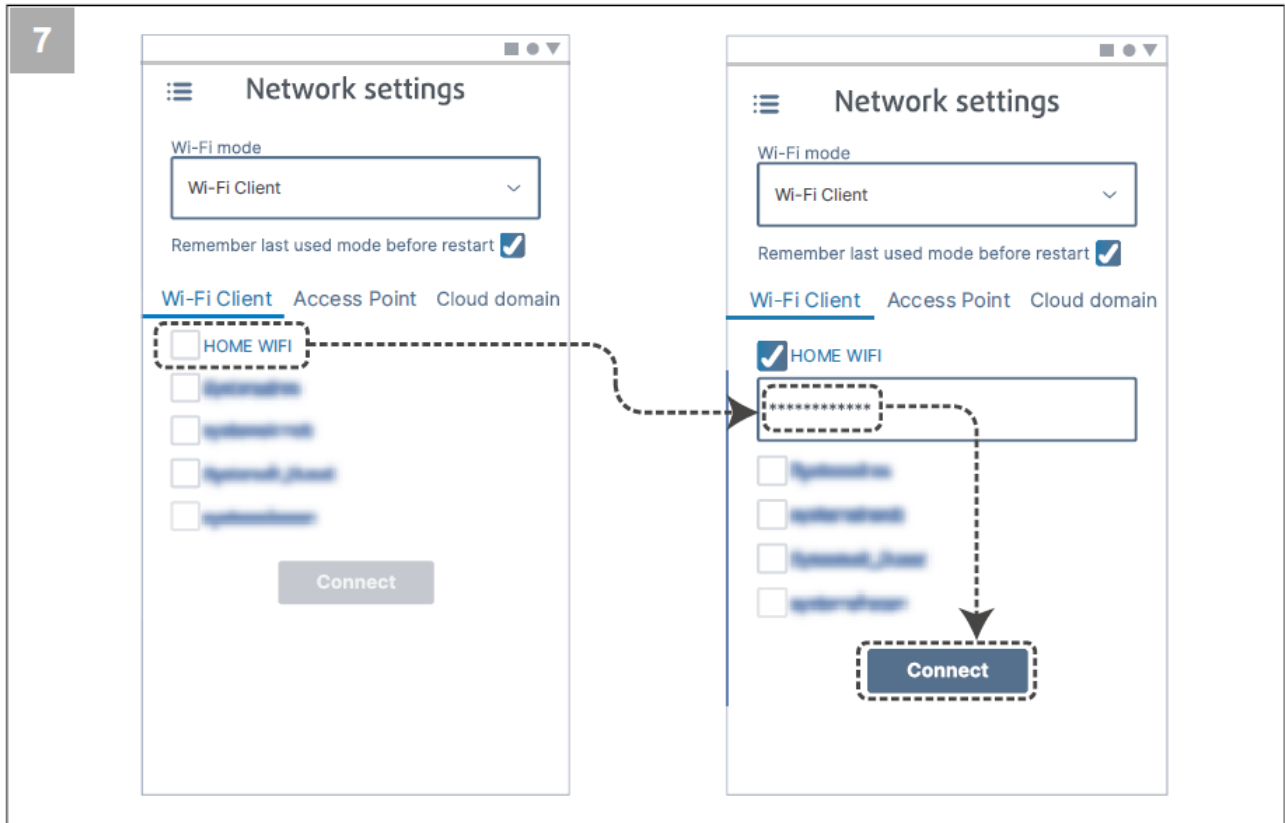 7
Network settings
Wi-Fi mode
Wi-Fi Client
Remember last used mode before restart
Wi-Fi Client Access Point Cloud domain
HOME WIFI
Connect
Network settings
Wi-Fi mode
Wi-Fi Client
Remember last used mode before restart
Wi-Fi Client Access Point Cloud domain
HOME WIFI
************
Connect